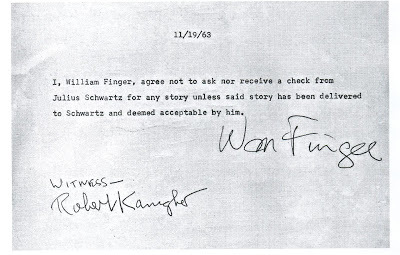 11/19/63
I, William Finger, agree not to ask nor receive a check from
Julius Schwartz for any story unless said story has been delivered
to Schwartz and deemed acceptable by him.
Wm Finger
WITNESS—
Robert Kanigher